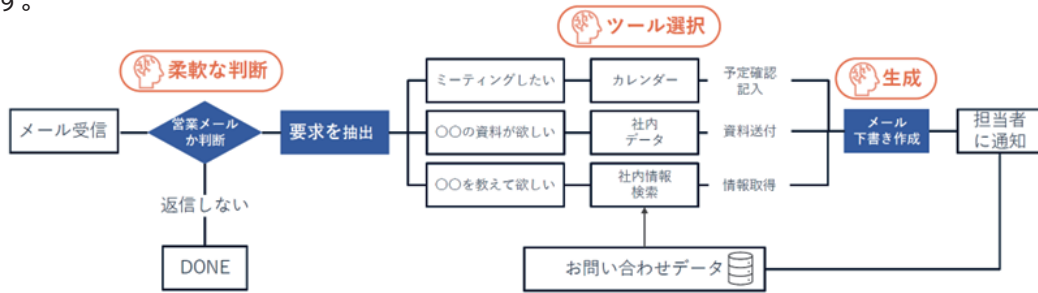 す。
ツール選択
柔軟な判断
生成
メール受信
営業メール
か判断
要求を抽出
ミーティングしたい
カレンダー
予定確認
記入
〇〇の資料が欲しい
社内
データ
資料送付
〇〇を教えて欲しい
社内情報
検索
情報取得
メール
下書き作成
担当者
に通知
返信しない
DONE
お問い合わせデータ